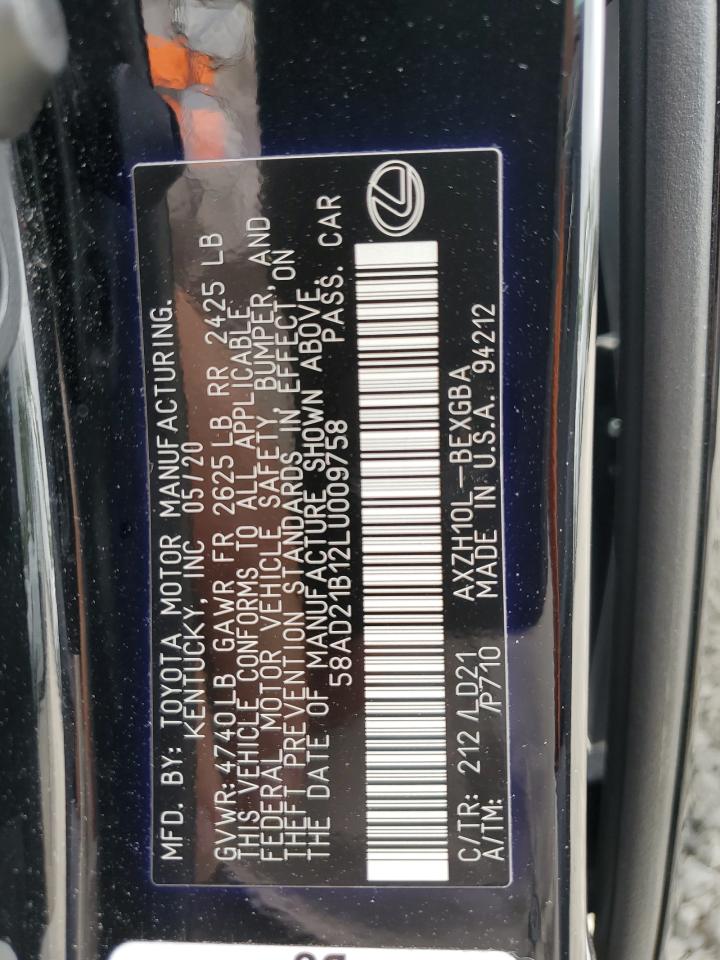 MFD. BY: TOYOTA MOTOR MANUFACTURING,
KENTUCKY, INC 05/20
GVWR: 4740LB GAWR FR 2625LB RR 2425 LB
THIS VEHICLE CONFORMS TO ALL APPLICABLE
FEDERAL MOTOR VEHICLE SAFETY, BUMPER, AND
THEFT PREVENTION STANDARDS IN EFFECT ON
THE DATE OF MANUFACTURE SHOWN ABOVE.
58AD21B12LU009758 PASS. CAR
C/TR: 212 /LD21 AXZH10L-BEXGBA
A/TM: /P710 MADE IN U.S.A. 94212